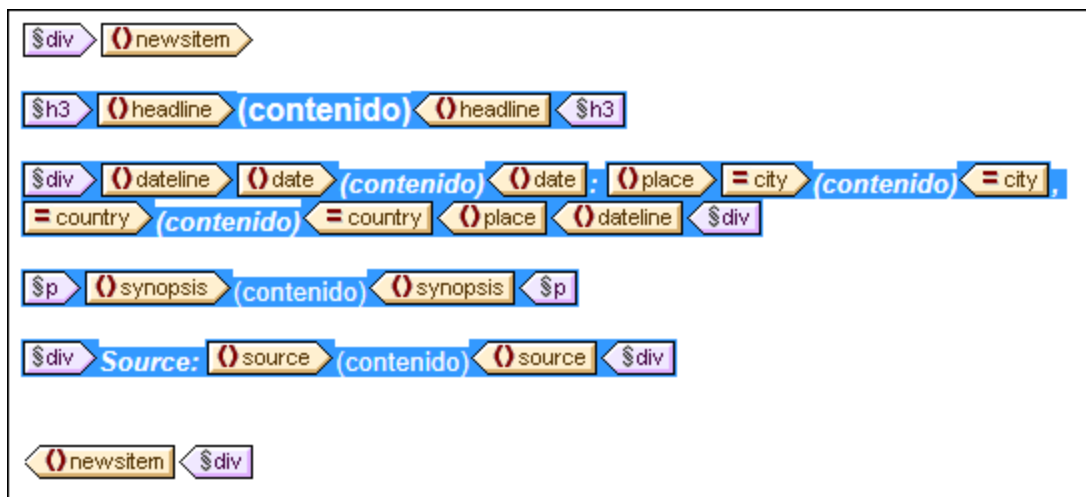 §div ()newsitem
§h3 ()headline (contenido) ()headline §h3
§div ()dateline ()date (contenido) ()date : ()place =city (contenido) =city ,
=country (contenido) =country ()place ()dateline §div
§p ()synopsis (contenido) ()synopsis §p
§div Source: ()source (contenido) ()source §div
()newsitem §div